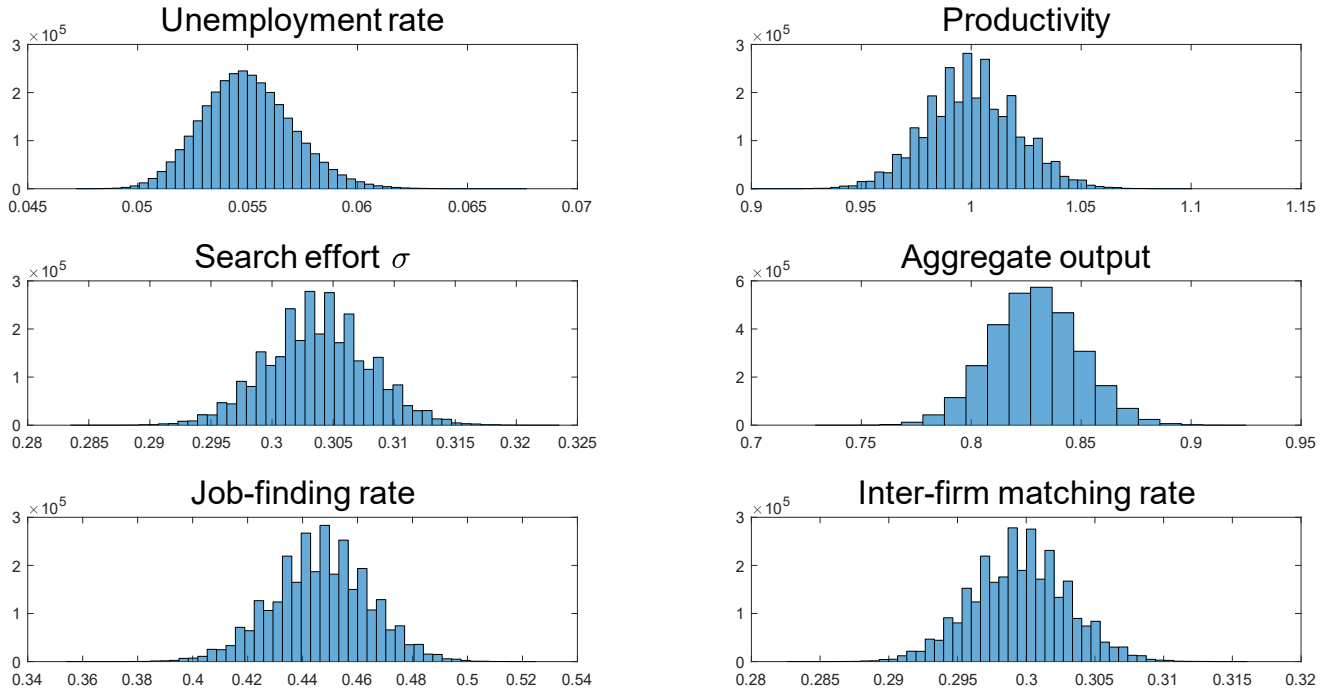 Unemployment rate
× 10^5
3
2
1
0
0.045 0.05 0.055 0.06 0.065 0.07
Productivity
× 10^5
3
2
1
0
0.9 0.95 1 1.05 1.1 1.15
Search effort σ
× 10^5
3
2
1
0
0.28 0.285 0.29 0.295 0.3 0.305 0.31 0.315 0.32 0.325
Aggregate output
× 10^5
6
4
2
0
0.7 0.75 0.8 0.85 0.9 0.95
Job-finding rate
× 10^5
3
2
1
0
0.34 0.36 0.38 0.4 0.42 0.44 0.46 0.48 0.5 0.52 0.54
Inter-firm matching rate
× 10^5
3
2
1
0
0.28 0.285 0.29 0.295 0.3 0.305 0.31 0.315 0.32